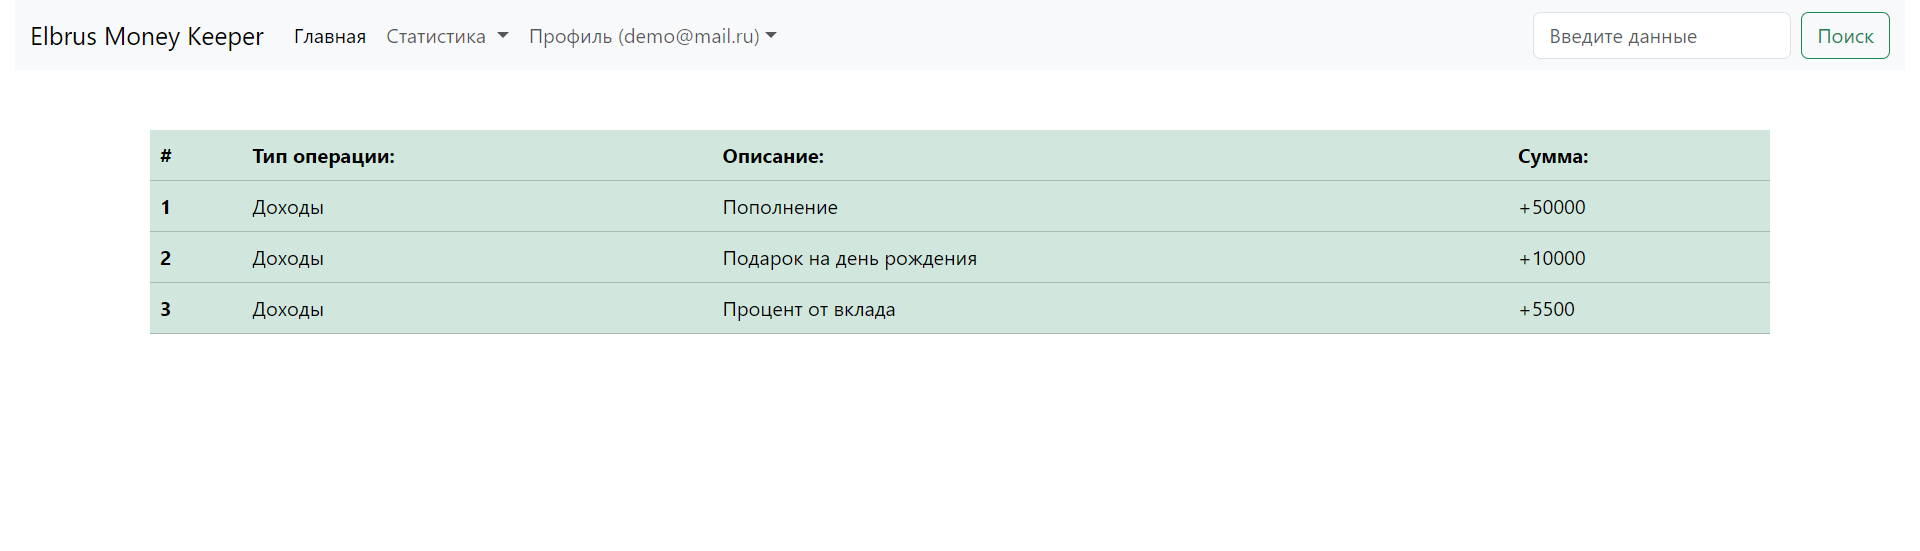 Elbrus Money Keeper Главная Статистика Профиль (demo@mail.ru) Введите данные Поиск
# Тип операции: Описание: Сумма:
1 Доходы Пополнение +50000
2 Доходы Подарок на день рождения +10000
3 Доходы Процент от вклада +5500